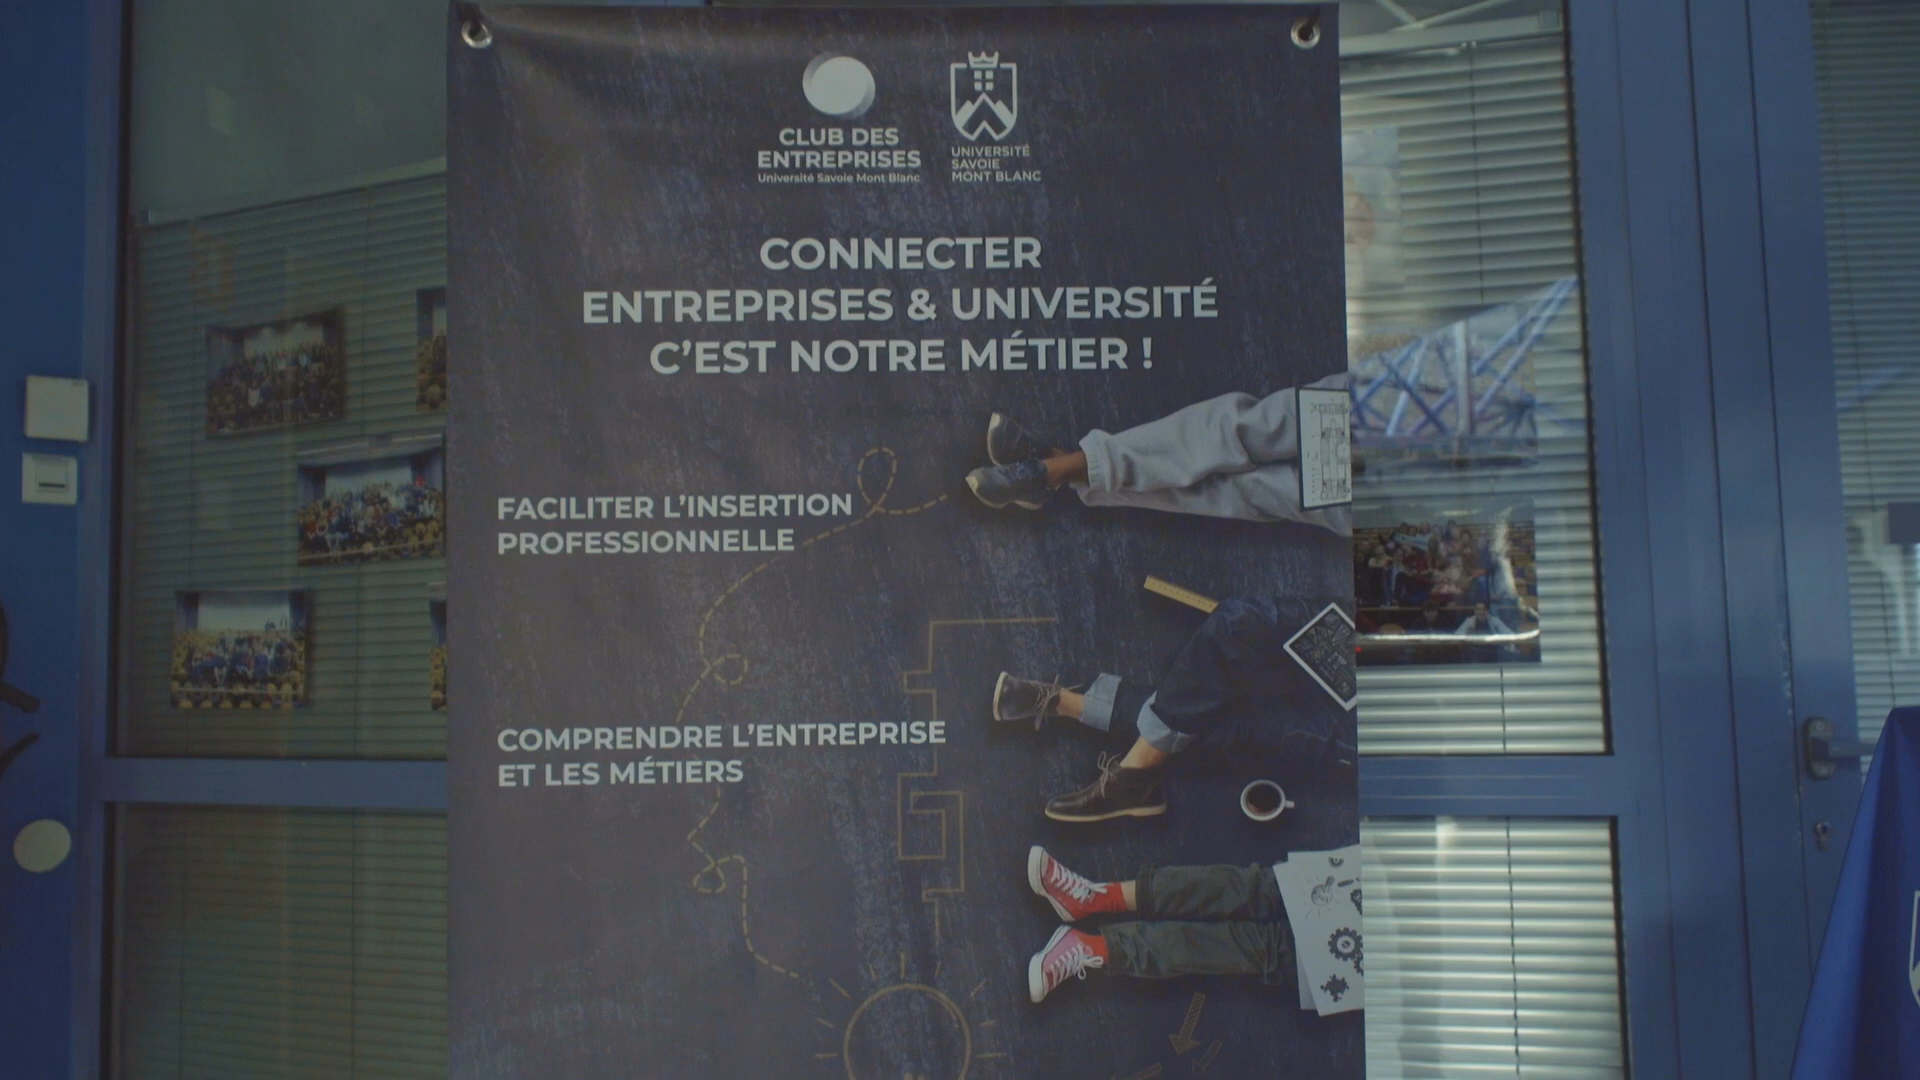 CLUB DES
ENTREPRISES
Université Savoie Mont Blanc
UNIVERSITÉ
SAVOIE
MONT BLANC
CONNECTER
ENTREPRISES & UNIVERSITÉ
C'EST NOTRE MÉTIER !
FACILITER L'INSERTION
PROFESSIONNELLE
COMPRENDRE L'ENTREPRISE
ET LES MÉTIERS